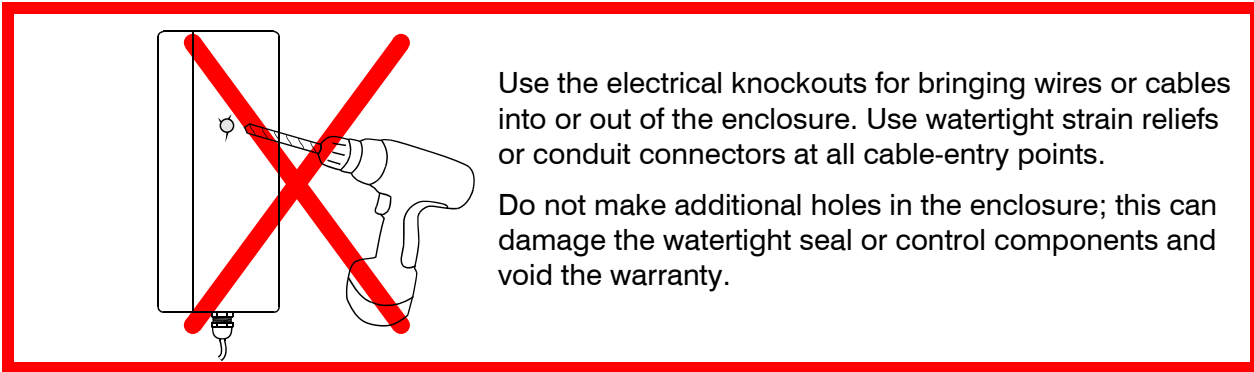 Use the electrical knockouts for bringing wires or cables
into or out of the enclosure. Use watertight strain reliefs
or conduit connectors at all cable-entry points.
Do not make additional holes in the enclosure; this can
damage the watertight seal or control components and
void the warranty.